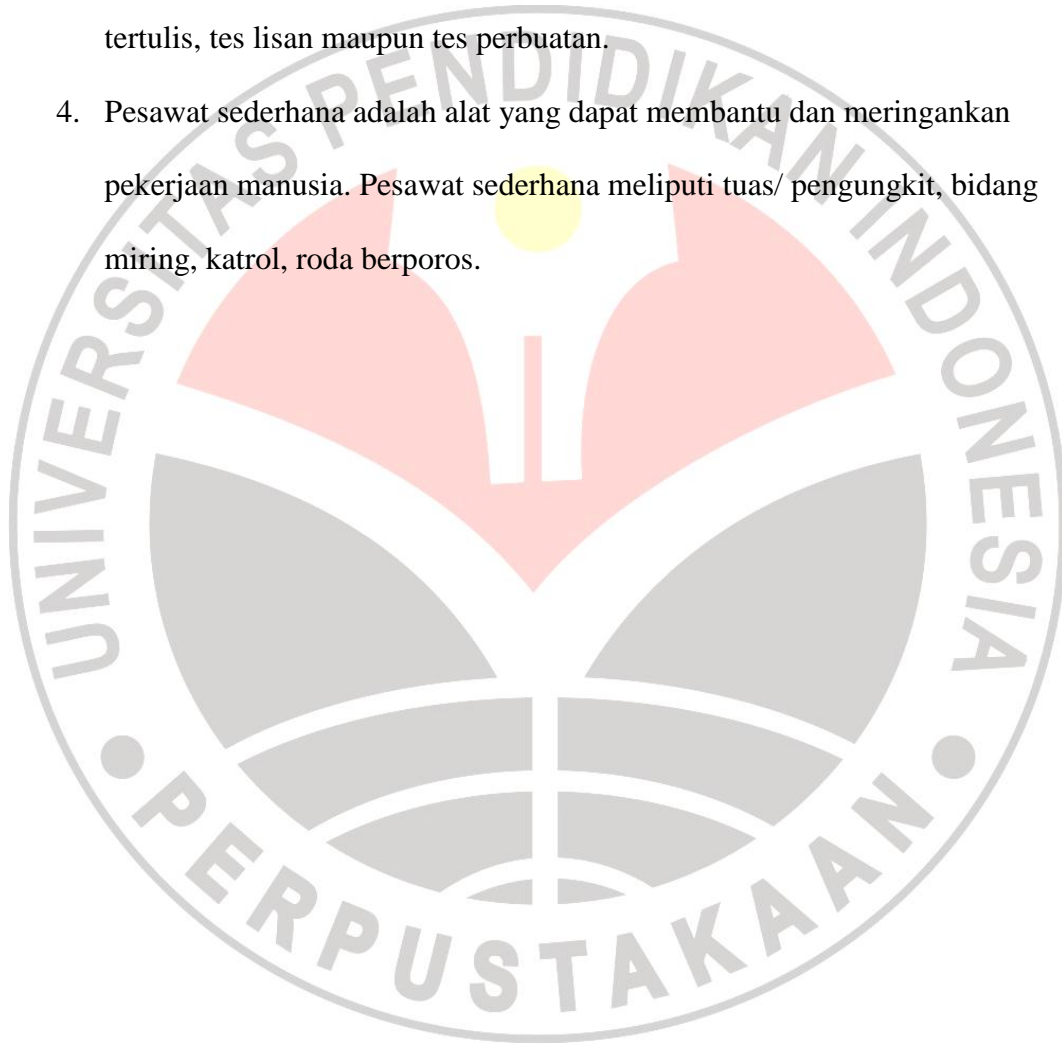 tertulis, tes lisan maupun tes perbuatan.
4. Pesawat sederhana adalah alat yang dapat membantu dan meringankan
pekerjaan manusia. Pesawat sederhana meliputi tuas/ pengungkit, bidang
miring, katrol, roda berporos.
UNIVERSITAS PENDIDIKAN INDONESIA
PERPUSTAKAAN